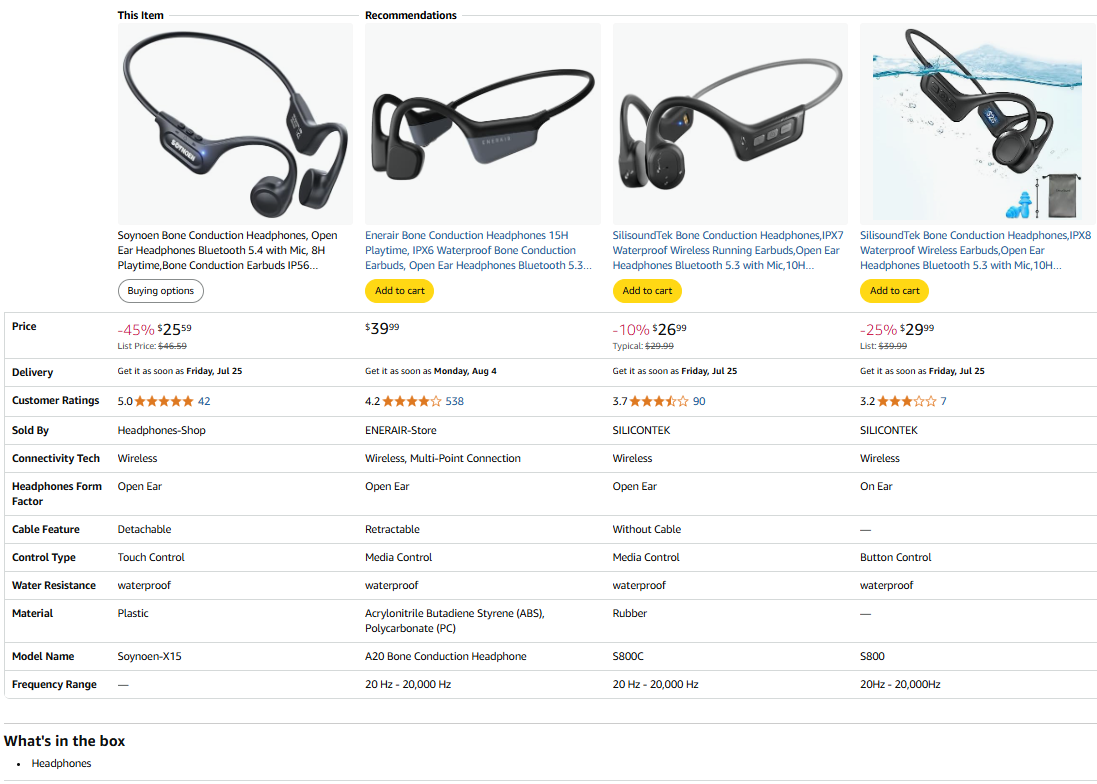 This Item
Recommendations
SOYNOEN
ENERAIR
Soynoen Bone Conduction Headphones, Open
Ear Headphones Bluetooth 5.4 with Mic, 8H
Playtime,Bone Conduction Earbuds IP56...
Enerair Bone Conduction Headphones 15H
Playtime, IPX6 Waterproof Bone Conduction
Earbuds, Open Ear Headphones Bluetooth 5.3...
SilisoundTek Bone Conduction Headphones,IPX7
Waterproof Wireless Running Earbuds,Open Ear
Headphones Bluetooth 5.3 with Mic,10H...
SilisoundTek Bone Conduction Headphones,IPX8
Waterproof Wireless Earbuds,Open Ear
Headphones Bluetooth 5.3 with Mic,10H...
Buying options
Add to cart
Add to cart
Add to cart
Price
-45% $2559
List Price: $46.59
$3999
-10% $2699
Typical: $29.99
-25% $2999
List: $39.99
Delivery
Get it as soon as Friday, Jul 25
Get it as soon as Monday, Aug 4
Get it as soon as Friday, Jul 25
Get it as soon as Friday, Jul 25
Customer Ratings
5.0 42
4.2 538
3.7 90
3.2 7
Sold By
Headphones-Shop
ENERAIR-Store
SILICONTEK
SILICONTEK
Connectivity Tech
Wireless
Wireless, Multi-Point Connection
Wireless
Wireless
Headphones Form
Factor
Open Ear
Open Ear
Open Ear
On Ear
Cable Feature
Detachable
Retractable
Without Cable
—
Control Type
Touch Control
Media Control
Media Control
Button Control
Water Resistance
waterproof
waterproof
waterproof
waterproof
Material
Plastic
Acrylonitrile Butadiene Styrene (ABS),
Polycarbonate (PC)
Rubber
—
Model Name
Soynoen-X15
A20 Bone Conduction Headphone
S800C
S800
Frequency Range
—
20 Hz - 20,000 Hz
20 Hz - 20,000 Hz
20Hz - 20,000Hz
What's in the box
• Headphones